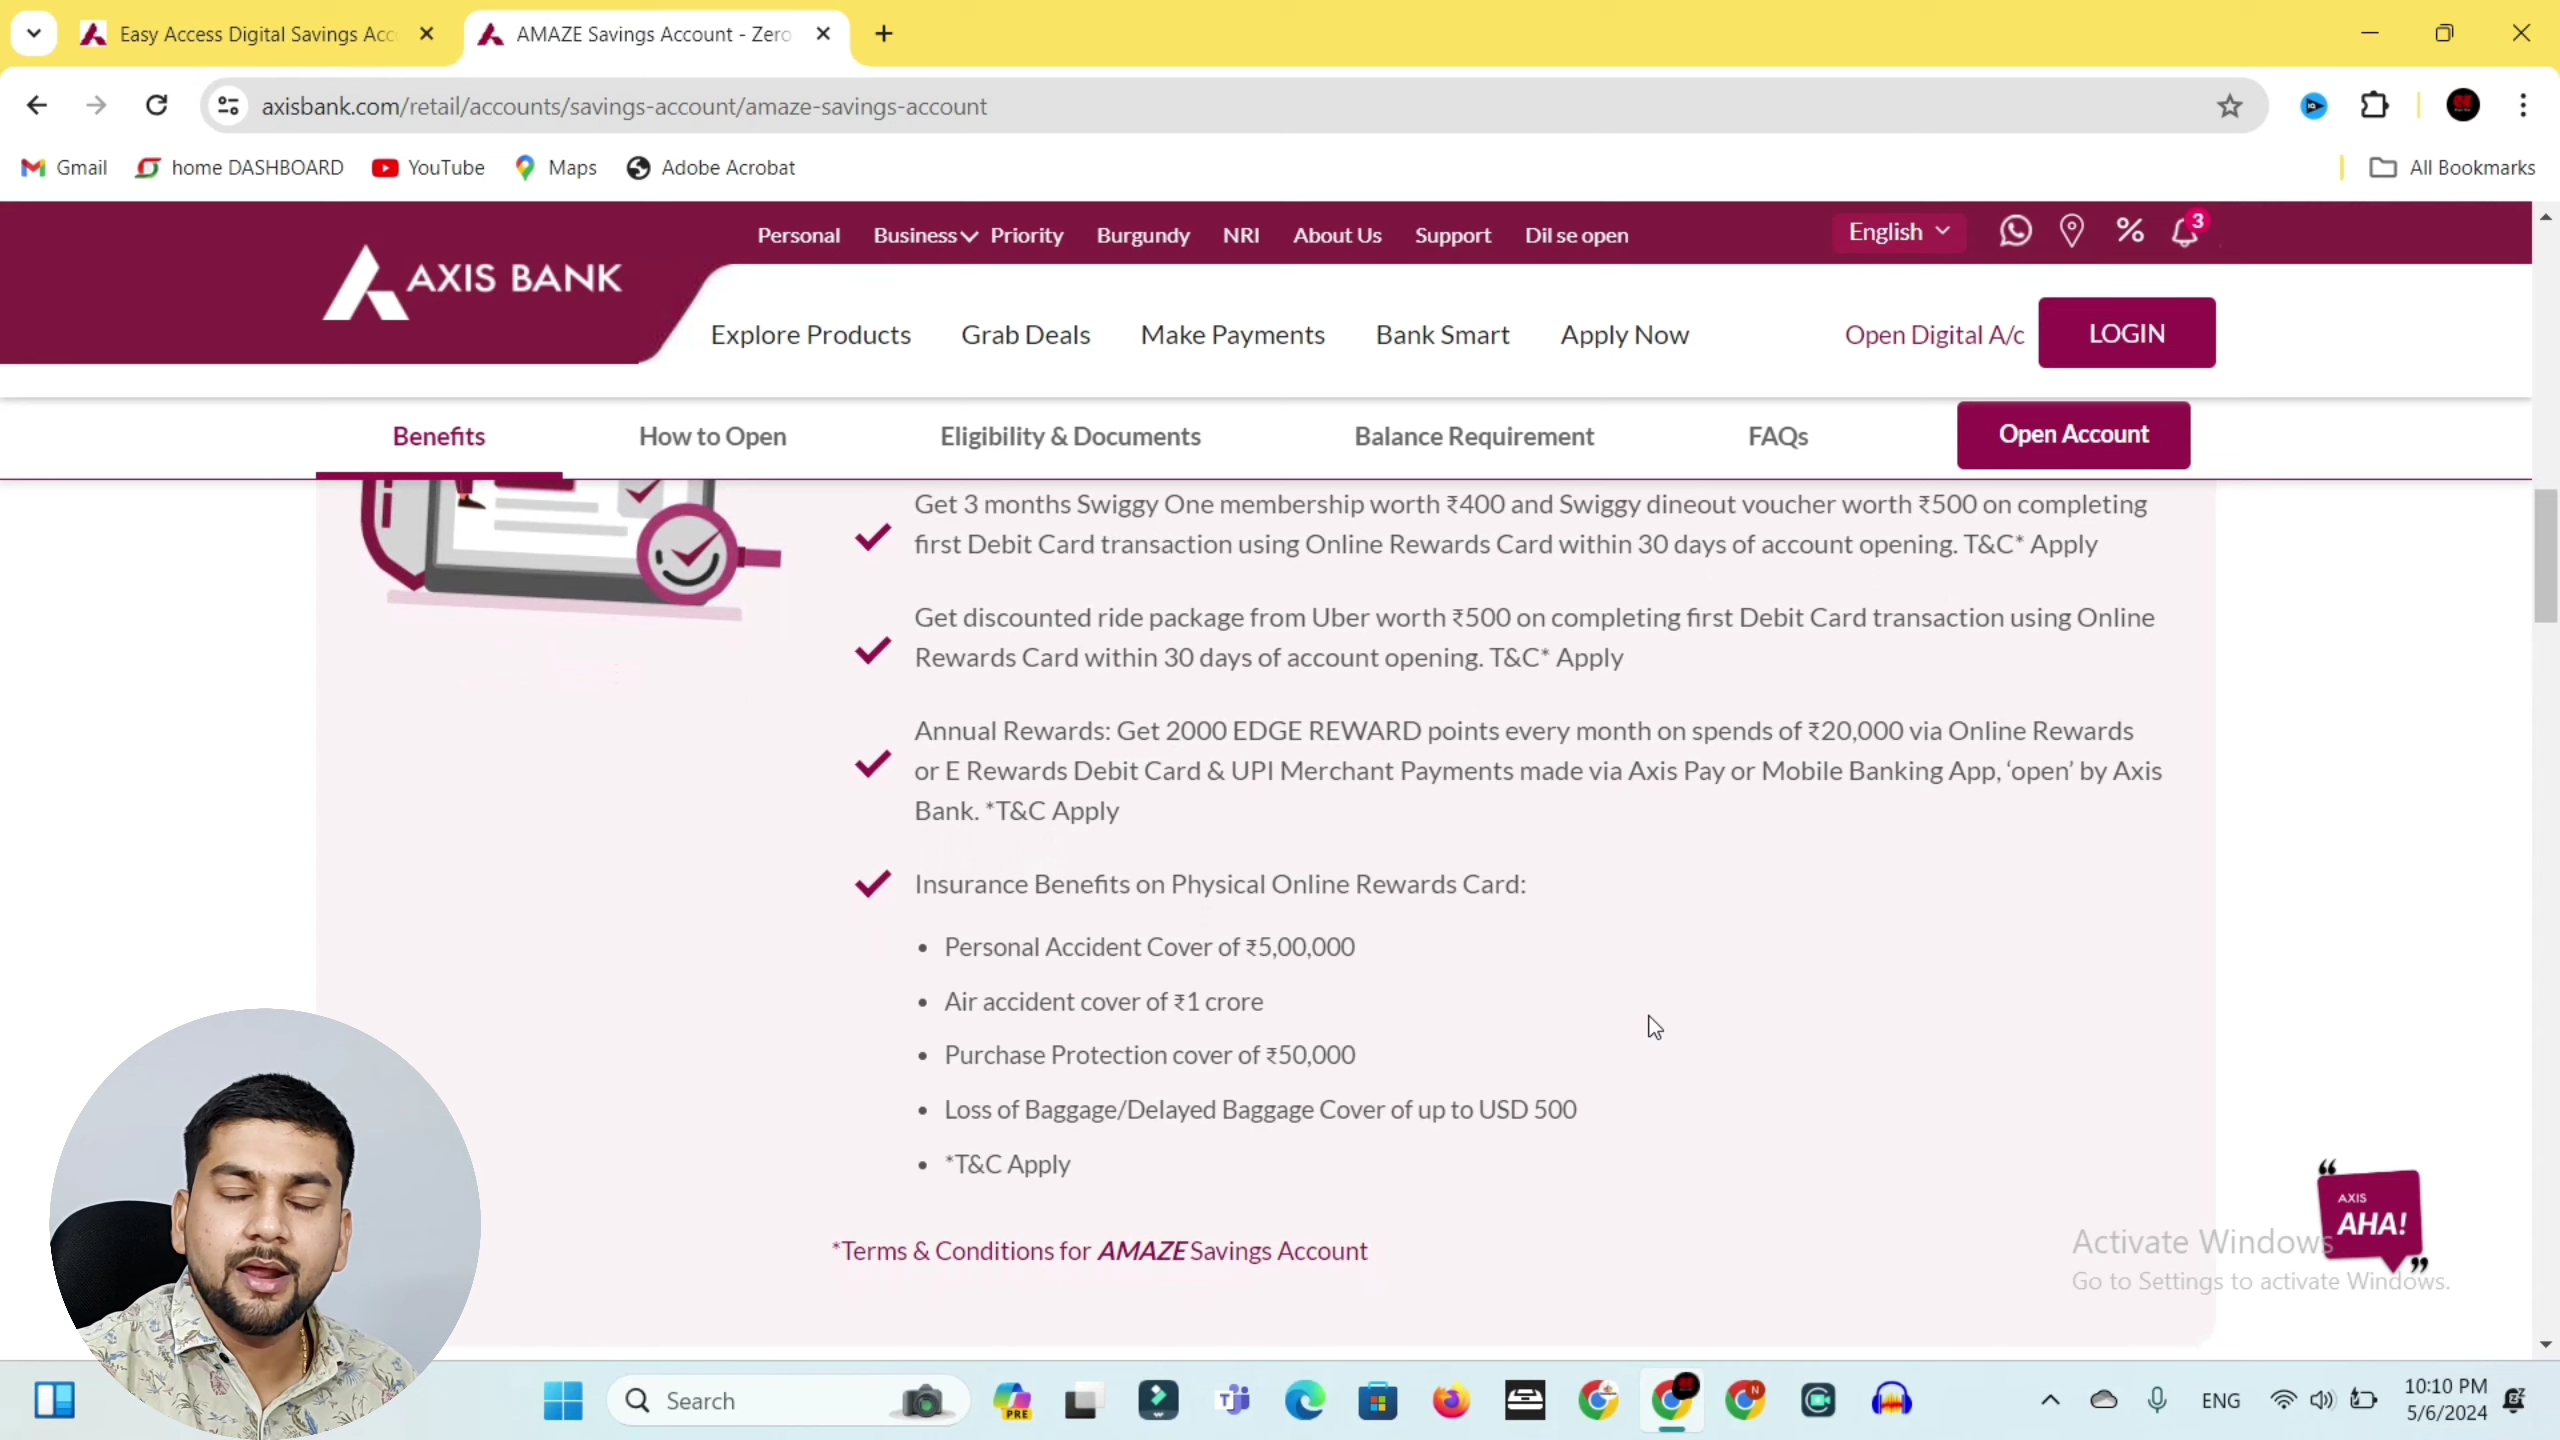 Easy Access Digital Savings Acc
AMAZE Savings Account - Zero
axisbank.com/retail/accounts/savings-account/amaze-savings-account
Gmail
home DASHBOARD
YouTube
Maps
Adobe Acrobat
All Bookmarks
Personal
Business
Priority
Burgundy
NRI
About Us
Support
Dil se open
English
3
AXIS BANK
Explore Products
Grab Deals
Make Payments
Bank Smart
Apply Now
Open Digital A/c
LOGIN
Benefits
How to Open
Eligibility & Documents
Balance Requirement
FAQs
Open Account
Get 3 months Swiggy One membership worth ₹400 and Swiggy dineout voucher worth ₹500 on completing
first Debit Card transaction using Online Rewards Card within 30 days of account opening. T&C* Apply
Get discounted ride package from Uber worth ₹500 on completing first Debit Card transaction using Online
Rewards Card within 30 days of account opening. T&C* Apply
Annual Rewards: Get 2000 EDGE REWARD points every month on spends of ₹20,000 via Online Rewards
or E Rewards Debit Card & UPI Merchant Payments made via Axis Pay or Mobile Banking App, ‘open’ by Axis
Bank. *T&C Apply
Insurance Benefits on Physical Online Rewards Card:
• Personal Accident Cover of ₹5,00,000
• Air accident cover of ₹1 crore
• Purchase Protection cover of ₹50,000
• Loss of Baggage/Delayed Baggage Cover of up to USD 500
• *T&C Apply
*Terms & Conditions for AMAZE Savings Account
“ AXIS
AHA! ”
Activate Windows
Go to Settings to activate Windows.
Search
PRE
N
ENG
10:10 PM
5/6/2024